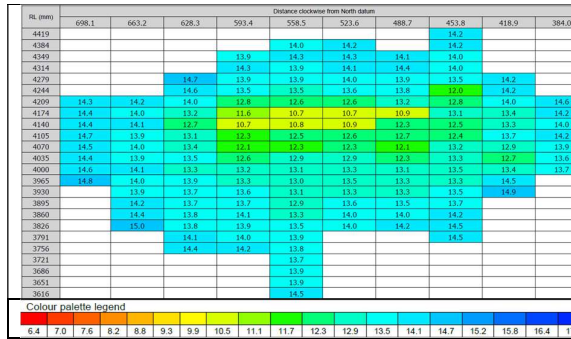 RL (mm) Distance clockwise from North datum
698.1 663.2 628.3 593.4 558.5 523.6 488.7 453.8 418.9 384.0
4419 14.2
4384 14.0 14.2 14.2
4349 13.9 14.3 14.3 14.1 14.0
4314 14.3 13.9 14.1 14.4 14.0
4279 14.7 13.9 13.9 14.0 13.9 13.5 14.2
4244 14.6 13.5 13.5 13.6 13.8 12.0 14.2
4209 14.3 14.2 14.0 12.8 12.6 12.6 13.2 12.8 14.0 14.6
4174 14.4 14.0 13.2 11.6 10.7 10.7 10.9 13.1 13.4 14.2
4140 14.4 14.1 12.7 10.7 10.8 10.9 12.3 12.5 13.3 14.0
4105 14.7 13.9 13.1 12.3 12.5 12.6 12.7 12.4 13.7 14.2
4070 14.5 14.0 13.4 12.1 12.3 12.3 12.1 13.2 12.9 13.9
4035 14.4 13.9 13.5 12.6 12.9 12.9 12.3 13.3 12.7 13.6
4000 14.6 14.1 13.3 13.2 13.1 13.3 13.1 13.5 13.4 13.7
3965 14.8 14.0 13.9 13.3 13.0 13.5 13.3 13.3 14.5
3930 13.9 13.7 13.6 13.1 13.3 13.3 13.5 14.9
3895 14.2 13.7 13.7 12.9 13.6 13.5 13.7
3860 14.4 13.8 14.1 13.3 14.0 14.0 14.2
3826 15.0 13.8 13.9 13.5 14.0 14.2 14.5
3791 14.1 14.0 13.9 14.5
3756 14.4 14.2 13.8
3721 13.7
3686 13.9
3651 13.9
3616 14.5
Colour palette legend
6.4 7.0 7.6 8.2 8.8 9.3 9.9 10.5 11.1 11.7 12.3 12.9 13.5 14.1 14.7 15.2 15.8 16.4